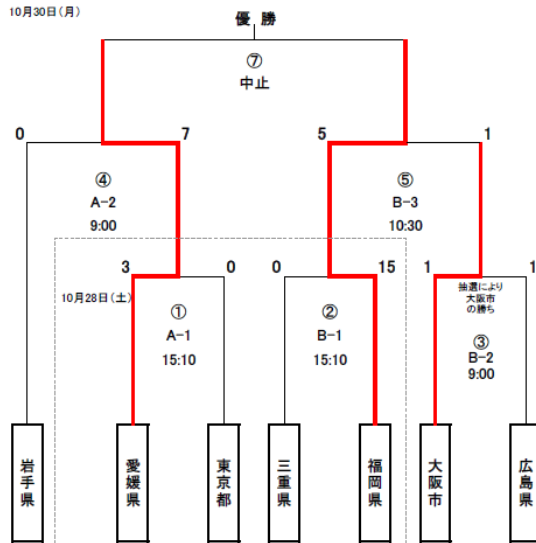 10月30日(月)
優 勝
⑦
中止
0
7
5
1
④
A-2
9:00
⑤
B-3
10:30
3
0
0
15
1
1
10月28日(土)
①
A-1
15:10
②
B-1
15:10
抽選により
大阪市
の勝ち
③
B-2
9:00
岩手県
愛媛県
東京都
三重県
福岡県
大阪市
広島県